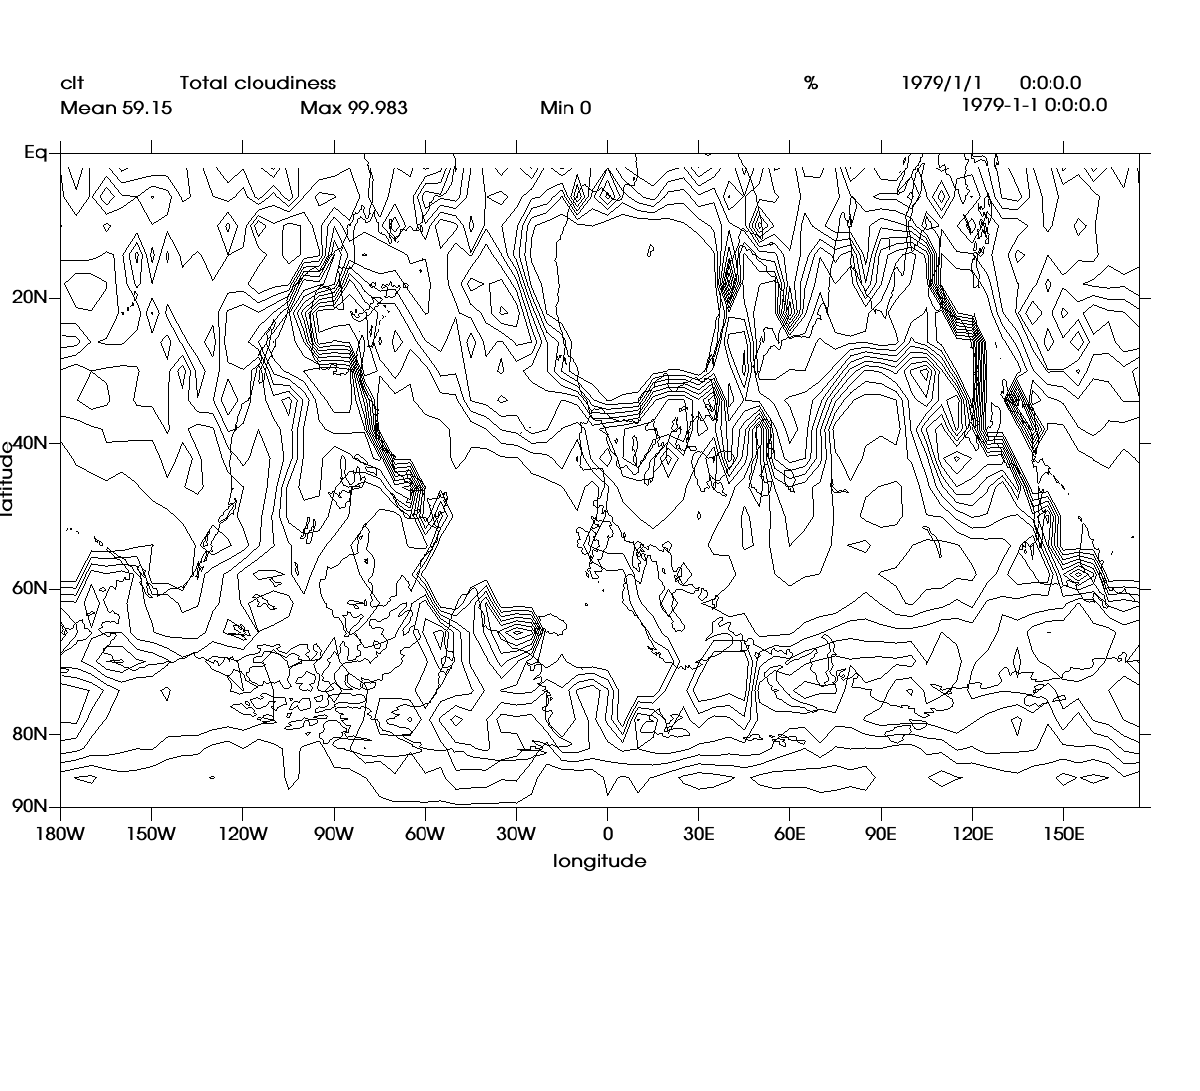 clt Total cloudiness % 1979/1/1 0:0:0.0
Mean 59.15 Max 99.983 Min 0 1979-1-1 0:0:0.0
Eq
20N
40N
latitude
60N
80N
90N
180W 150W 120W 90W 60W 30W 0 30E 60E 90E 120E 150E
longitude